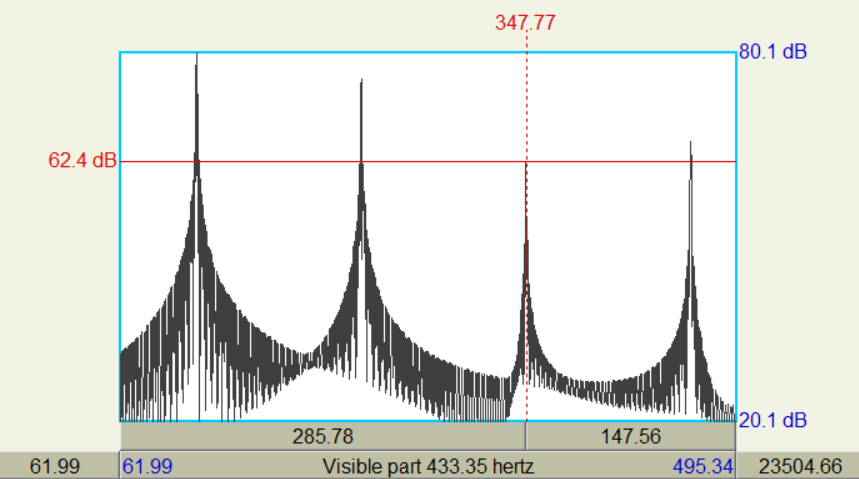 347.77
80.1 dB
62.4 dB
20.1 dB
285.78 147.56
61.99 61.99 Visible part 433.35 hertz 495.34 23504.66